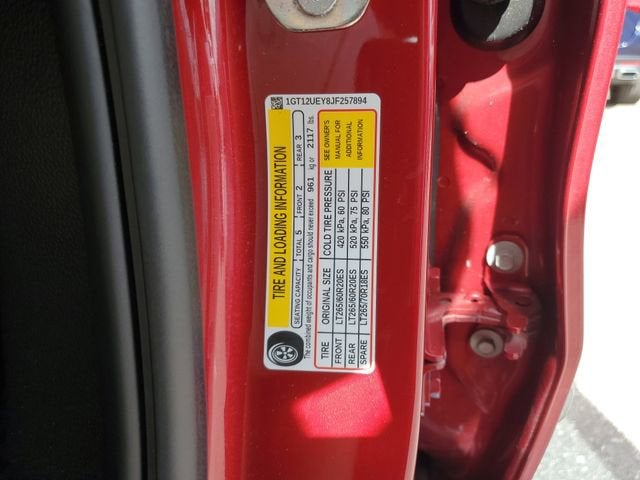 1GT12UEY8JF257894
TIRE AND LOADING INFORMATION
SEATING CAPACITY TOTAL 5 FRONT 2 REAR 3
The combined weight of occupants and cargo should never exceed 961 kg or 2117 lbs.
TIRE ORIGINAL SIZE COLD TIRE PRESSURE
FRONT LT265/60R20ES 420 kPa, 60 PSI
REAR LT265/60R20ES 520 kPa, 75 PSI
SPARE LT265/70R18ES 550 kPa, 80 PSI
SEE OWNER'S
MANUAL FOR
ADDITIONAL
INFORMATION